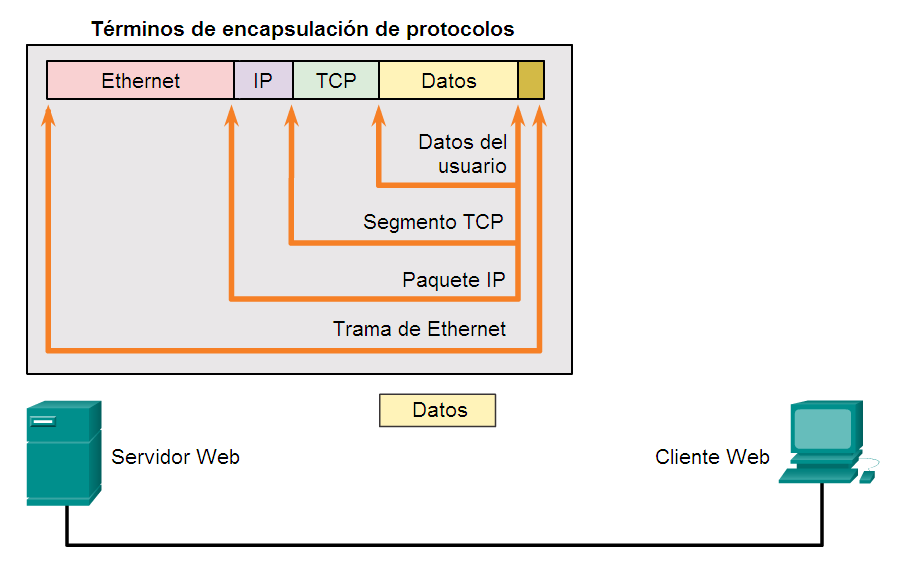 Términos de encapsulación de protocolos
Ethernet IP TCP Datos
Datos del
usuario
Segmento TCP
Paquete IP
Trama de Ethernet
Datos
Servidor Web
Cliente Web